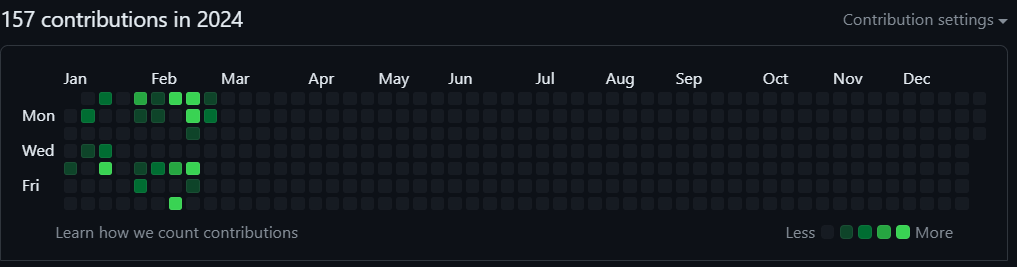 157 contributions in 2024
Contribution settings
Jan Feb Mar Apr May Jun Jul Aug Sep Oct Nov Dec
Mon
Wed
Fri
Learn how we count contributions
Less More